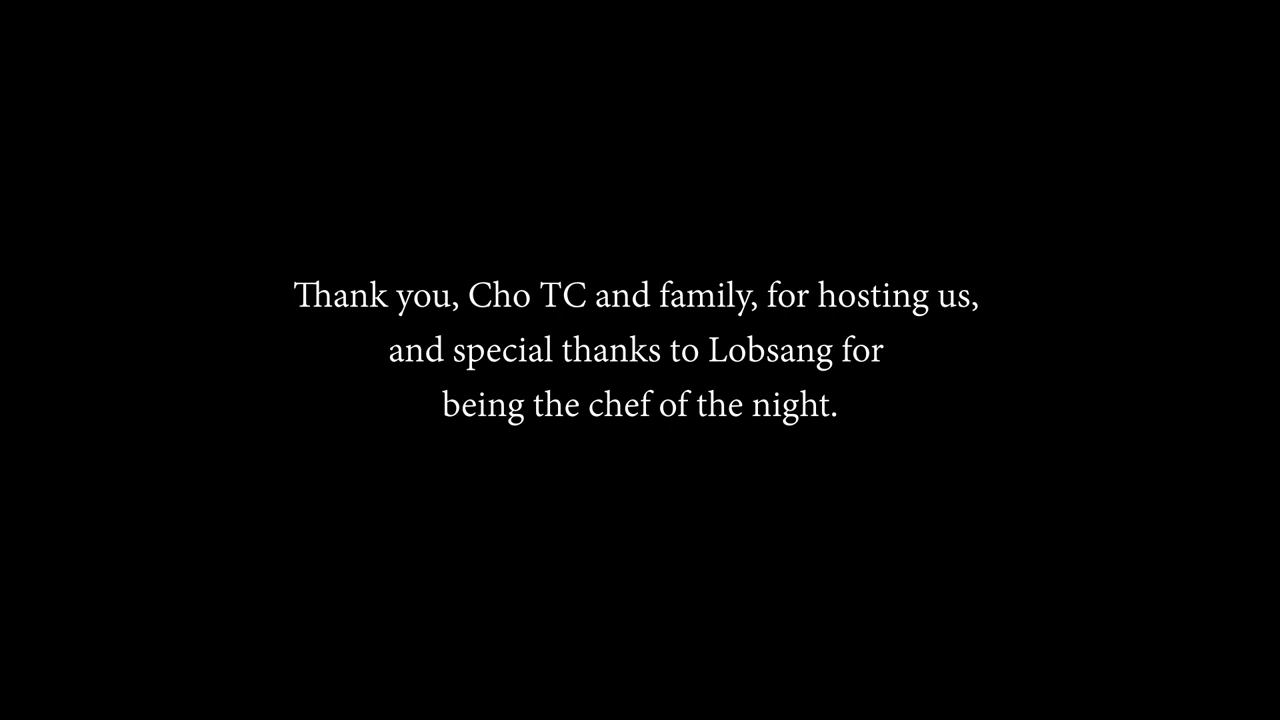 Thank you, Cho TC and family, for hosting us,
and special thanks to Lobsang for
being the chef of the night.